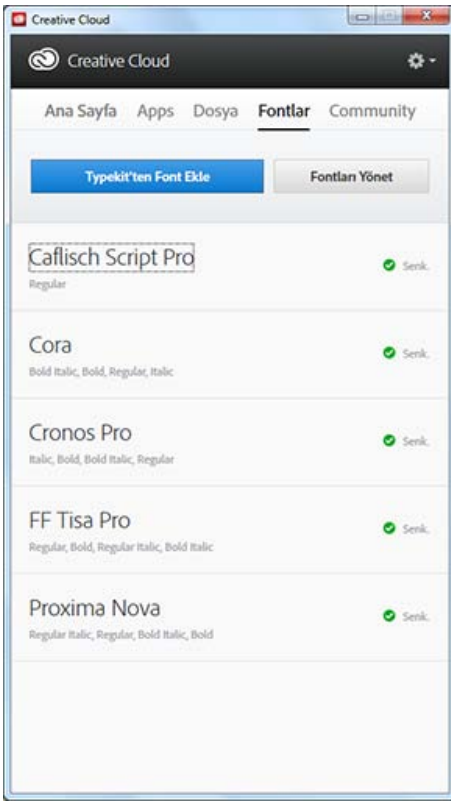 Creative Cloud
Creative Cloud
Ana Sayfa Apps Dosya Fontlar Community
Typekit'ten Font Ekle Fontları Yönet
Caflisch Script Pro
Senk.
Regular
Cora
Senk.
Bold Italic, Bold, Regular, Italic
Cronos Pro
Senk.
Italic, Bold, Bold Italic, Regular
FF Tisa Pro
Senk.
Regular, Bold, Regular Italic, Bold Italic
Proxima Nova
Senk.
Regular Italic, Regular, Bold Italic, Bold